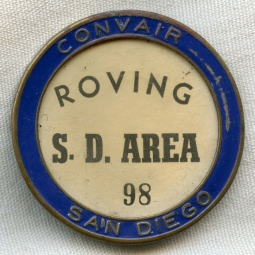 CONVAIR
ROVING
S. D. AREA
98
SAN DIEGO